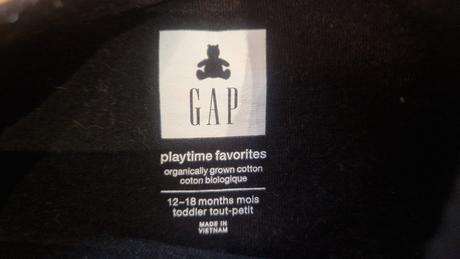 GAP
playtime favorites
organically grown cotton
coton biologique
12–18 months mois
toddler tout-petit
MADE IN
VIETNAM